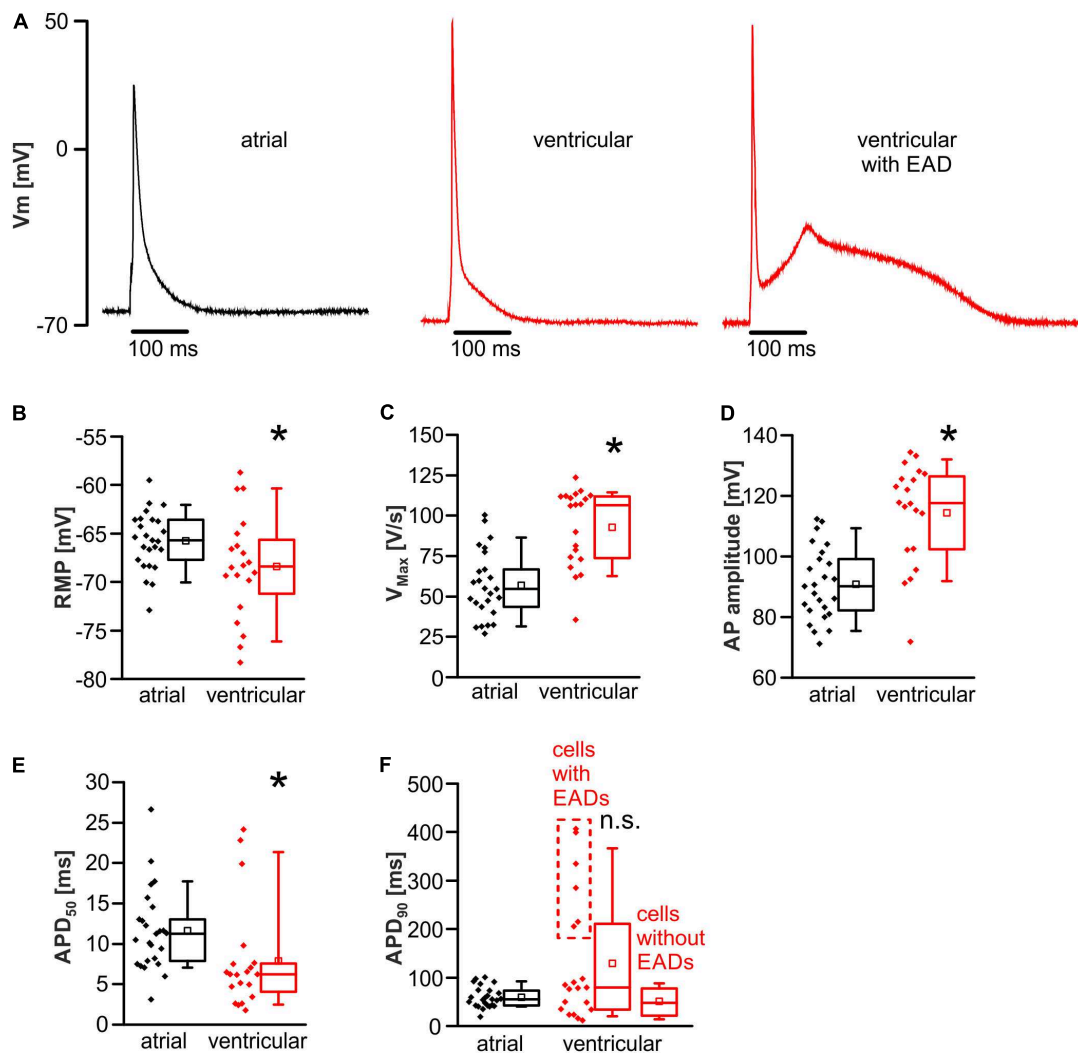 A
50
0
-70
Vm [mV]
atrial
ventricular
ventricular
with EAD
100 ms
100 ms
100 ms
B
-55
-60
-65
-70
-75
-80
RMP [mV]
*
atrial
ventricular
C
150
125
100
75
50
25
0
VMax [V/s]
*
atrial
ventricular
D
140
120
100
80
60
AP amplitude [mV]
*
atrial
ventricular
E
30
25
20
15
10
5
0
APD50 [ms]
*
atrial
ventricular
F
500
400
300
200
100
0
APD90 [ms]
cells
with
EADs
n.s.
cells
without
EADs
atrial
ventricular